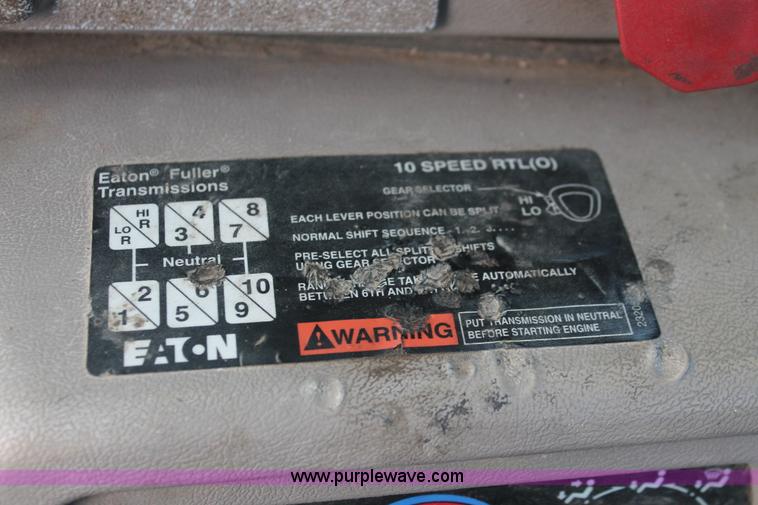 Eaton® Fuller®
Transmissions
10 SPEED RTL(O)
GEAR SELECTOR
HI
LO
HI
R
LO
R
4
3
8
7
Neutral
2
1
6
5
10
9
EACH LEVER POSITION CAN BE SPLIT
NORMAL SHIFT SEQUENCE - 1, 2, 3, . . .
PRE-SELECT ALL SPLIT SHIFTS
USING GEAR SELECTOR
AUTOMATICALLY
BETWEEN 6TH AND
EATON
WARNING
PUT TRANSMISSION IN NEUTRAL
BEFORE STARTING ENGINE
www.purplewave.com